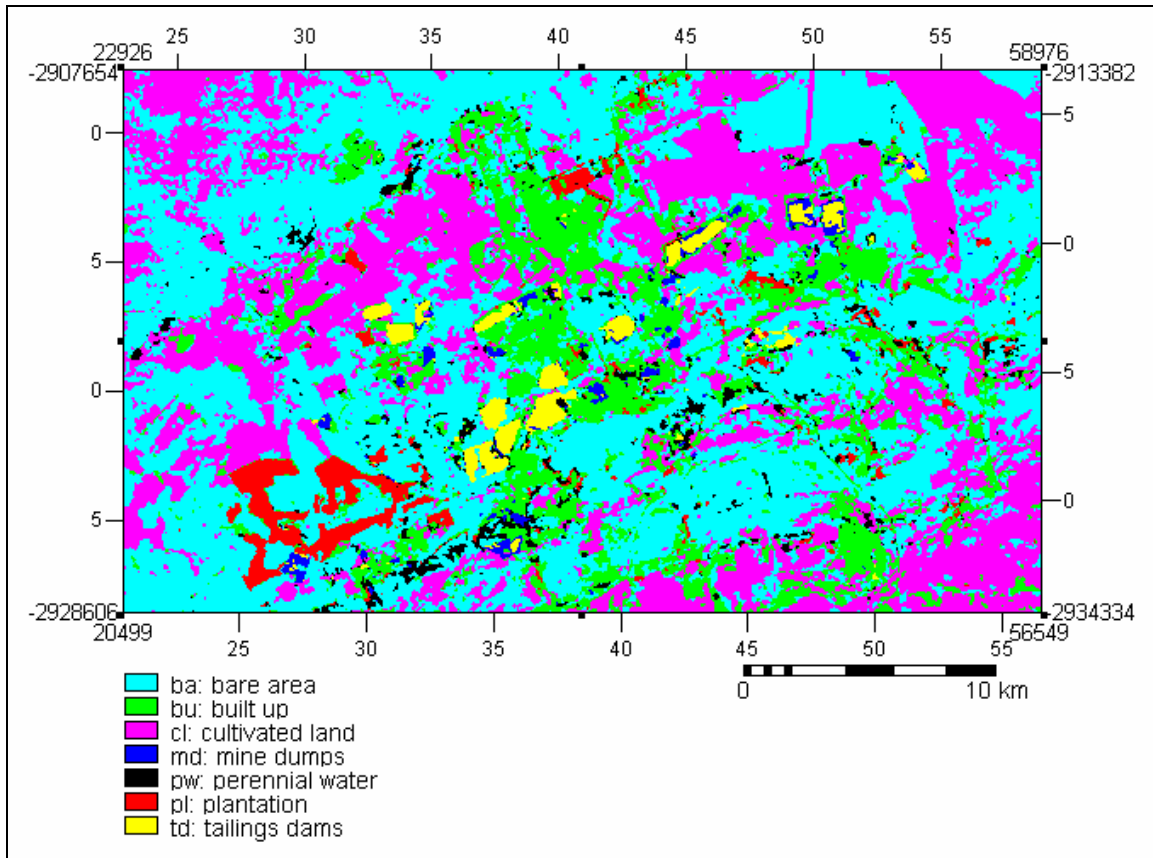 25 30 35 40 45 50 55
22926 58976
-2907654 -2913382
5
0
0
5
5
0
5
5
0
-2928606 -2934334
20499 56549
25 30 35 40 45 50 55
0 10 km
ba: bare area
bu: built up
cl: cultivated land
md: mine dumps
pw: perennial water
pl: plantation
td: tailings dams